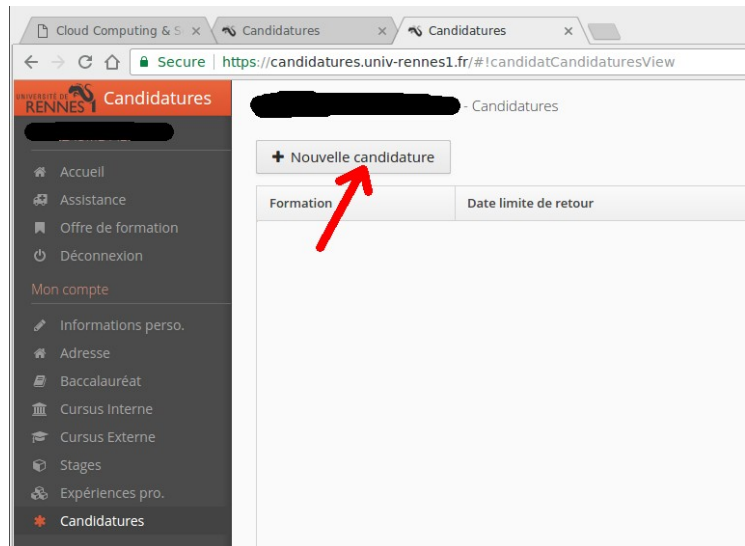 Cloud Computing & S
Candidatures
Candidatures
Secure
https://candidatures.univ-rennes1.fr/#!candidatCandidaturesView
UNIVERSITÉ DE
RENNES 1
Candidatures
- Candidatures
+ Nouvelle candidature
Formation
Date limite de retour
Accueil
Assistance
Offre de formation
Déconnexion
Mon compte
Informations perso.
Adresse
Baccalauréat
Cursus Interne
Cursus Externe
Stages
Expériences pro.
Candidatures